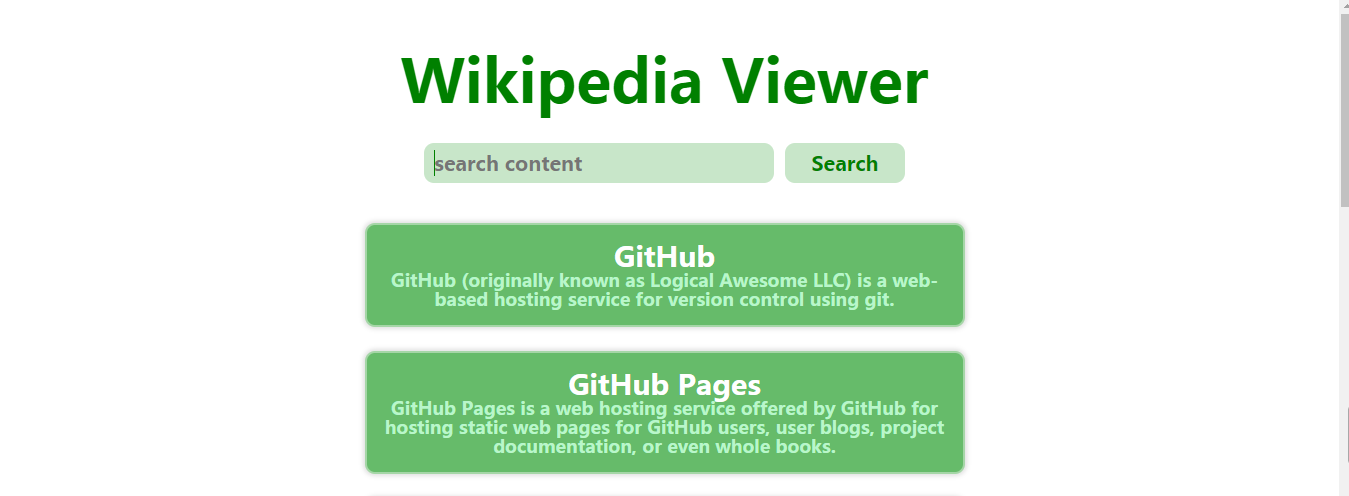 Wikipedia Viewer
search content
Search
GitHub
GitHub (originally known as Logical Awesome LLC) is a web-
based hosting service for version control using git.
GitHub Pages
GitHub Pages is a web hosting service offered by GitHub for
hosting static web pages for GitHub users, user blogs, project
documentation, or even whole books.